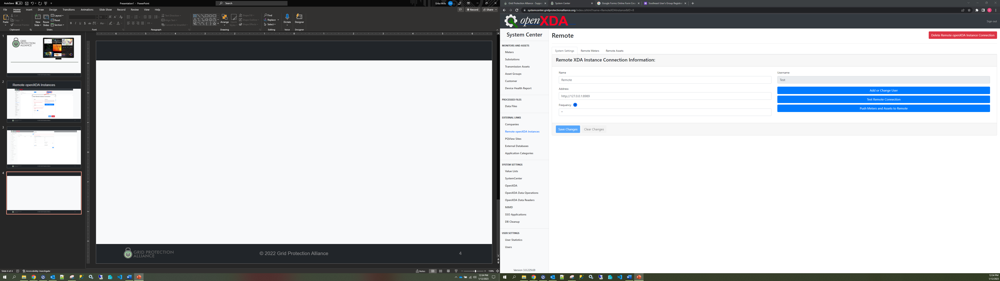 AutoSave Off
Presentation1 - PowerPoint
Search
Erika Wills EW
File Home Insert Draw Design Transitions Animations Slide Show Record Review View Help
Record Share
Paste
Cut
Copy
Format Painter
Clipboard
New Slides
Reuse Slides
Layout
Reset
Section
Slides
Font
Text Direction
Align Text
Convert to SmartArt
Paragraph
Arrange
Quick Styles
Shape Fill
Shape Outline
Shape Effects
Drawing
Find
Replace
Select
Editing
Dictate
Voice
Designer
Designer
1
GRID PROTECTION ALLIANCE
2
Remote openXDA Instances
3
4
GRID PROTECTION
ALLIANCE
© 2022 Grid Protection Alliance
4
Slide 4 of 4
Accessibility: Investigate
Notes
159%
12:34 PM
1/12/2023
Grid Protection Alliance - Suppor
System Center
Google Forms: Online Form Crea
Southeast User's Group Registrat
systemcenter.gridprotectionalliance.org/index.cshtml?name=RemoteXDAInstance&ID=8
openXDA
Sign out
System Center
MONITORS AND ASSETS
Meters
Substations
Transmission Assets
Asset Groups
Customer
Device Health Report
PROCESSED FILES
Data Files
EXTERNAL LINKS
Companies
Remote openXDA Instances
PQView Sites
External Databases
Application Categories
SYSTEM SETTINGS
Value Lists
SystemCenter
OpenXDA
OpenXDA Data Operations
OpenXDA Data Readers
MiMD
SSO Applications
DB Cleanup
USER SETTINGS
User Statistics
Users
Version 3.0.229.69
Remote
Delete Remote openXDA Instance Connection
System Settings Remote Meters Remote Assets
Remote XDA Instance Connection Information:
Name
Remote
Address
http://127.0.0.1:8989
Frequency ?
*
Username
Test
Add or Change User
Test Remote Connection
Push Meters and Assets to Remote
Save Changes Clear Changes
12:34 PM
1/12/2023